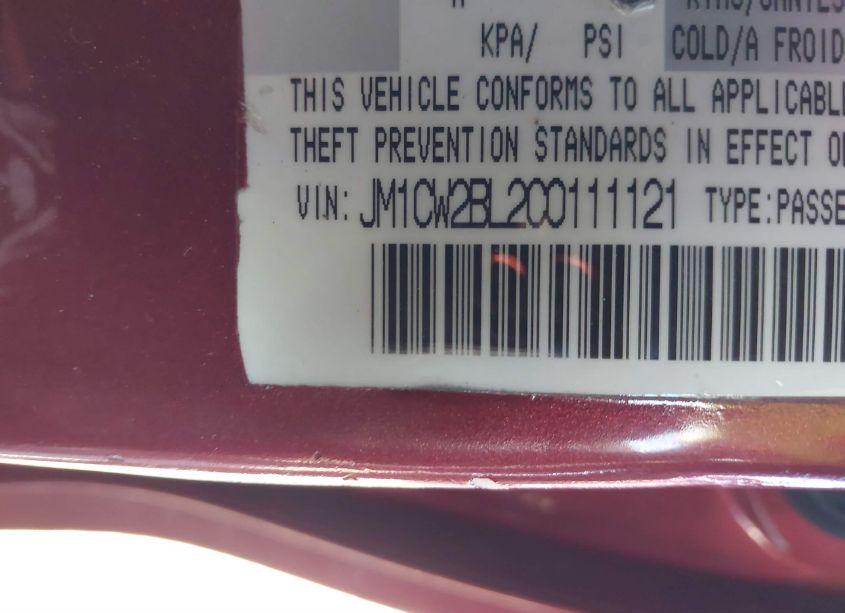 KPA/ PSI COLD/A FROID
THIS VEHICLE CONFORMS TO ALL APPLICABLE
THEFT PREVENTION STANDARDS IN EFFECT
VIN: JM1CW2BL2C0111121 TYPE:PASSE